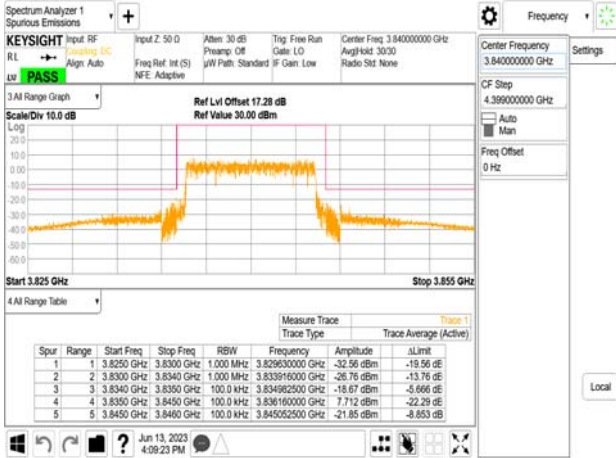 Spectrum Analyzer 1
Spurious Emissions
Frequency
KEYSIGHT Input: RF Input Z: 50 Ω Atten: 30 dB Trig: Free Run Center Freq: 3.840000000 GHz
RL Coupling: DC Preamp: Off Gate: LO Avg|Hold: 30/30
Align: Auto Freq Ref: Int (S) µW Path: Standard IF Gain: Low Radio Std: None
LV PASS NFE: Adaptive
Center Frequency
3.840000000 GHz
Settings
CF Step
4.399000000 GHz
Auto
Man
Freq Offset
0 Hz
3 All Range Graph
Ref Lvl Offset 17.28 dB
Scale/Div 10.0 dB Ref Value 30.00 dBm
Log
20.0
10.0
0.00
-10.0
-20.0
-30.0
-40.0
-50.0
-60.0
Start 3.825 GHz Stop 3.855 GHz
4 All Range Table
Measure Trace Trace 1
Trace Type Trace Average (Active)
Spur Range Start Freq Stop Freq RBW Frequency Amplitude ΔLimit
1 1 3.8250 GHz 3.8300 GHz 1.000 MHz 3.829630000 GHz -32.56 dBm -19.56 dB
2 2 3.8300 GHz 3.8340 GHz 1.000 MHz 3.833916000 GHz -26.76 dBm -13.76 dB
3 3 3.8340 GHz 3.8350 GHz 100.0 kHz 3.834982500 GHz -18.67 dBm -5.666 dB
4 4 3.8350 GHz 3.8450 GHz 100.0 kHz 3.836160000 GHz 7.712 dBm -22.29 dB
5 5 3.8450 GHz 3.8460 GHz 100.0 kHz 3.845052500 GHz -21.85 dBm -8.853 dB
Local
Jun 13, 2023
4:09:23 PM